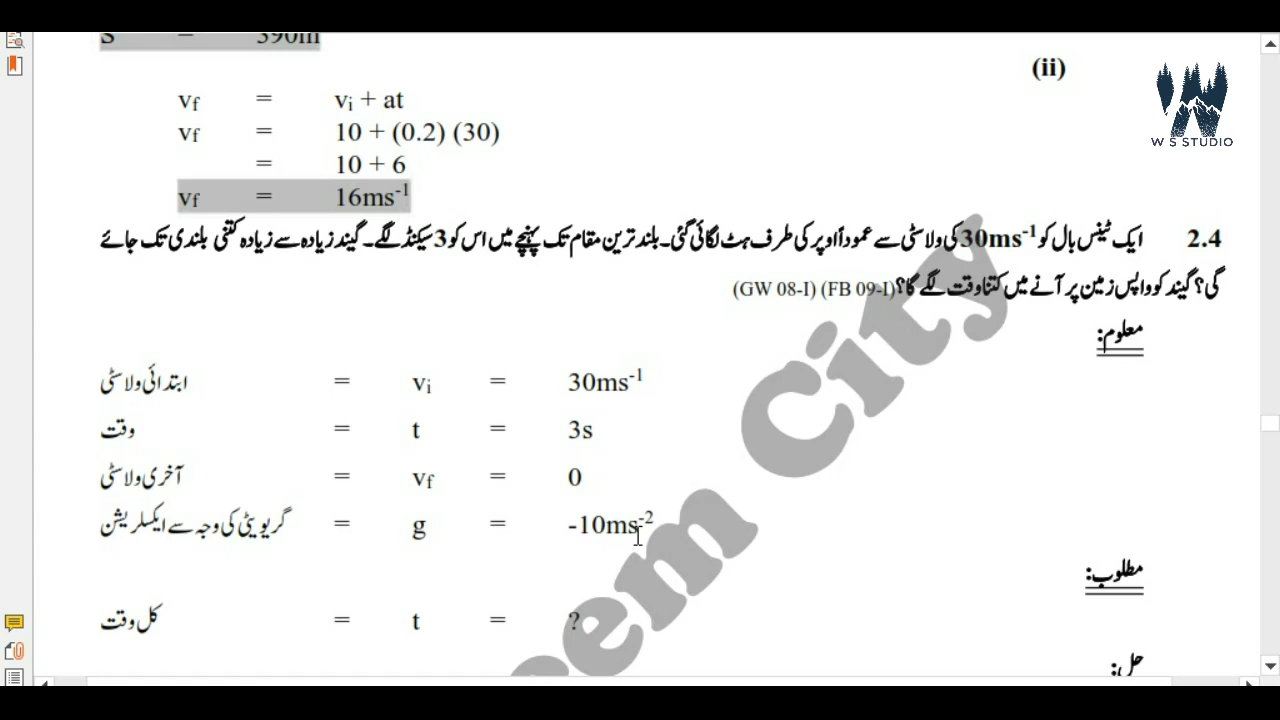 S = 390m
(ii)
vf = vi + at
vf = 10 + (0.2) (30)
= 10 + 6
vf = 16ms-1
W S STUDIO
2.4 ایک ٹینس بال کو 30ms-1 کی ولاسٹی سے عموداً اوپر کی طرف ہٹ لگائی گئی۔ بلند ترین مقام تک پہنچنے میں اس کو 3 سیکنڈ لگے۔ گیند زیادہ سے زیادہ کتنی بلندی تک جائے
گی؟ گیند کو واپس زمین پر آنے میں کتنا وقت لگے گا؟ (GW 08-I) (FB 09-I)
معلوم:
ابتدائی ولاسٹی = vi = 30ms-1
وقت = t = 3s
آخری ولاسٹی = vf = 0
گریویٹی کی وجہ سے ایکسلریشن = g = -10ms-2
مطلوب:
کل وقت = t = ?
حل:
em City